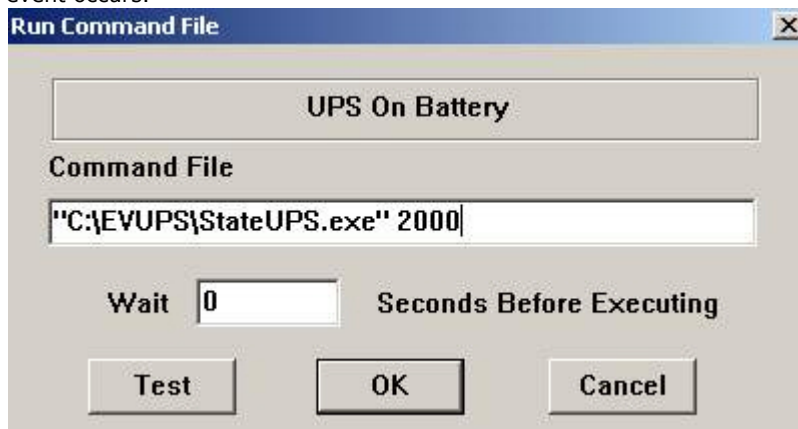 event occurs.
Run Command File
UPS On Battery
Command File
"C:\EVUPS\StateUPS.exe" 2000
Wait 0 Seconds Before Executing
Test OK Cancel